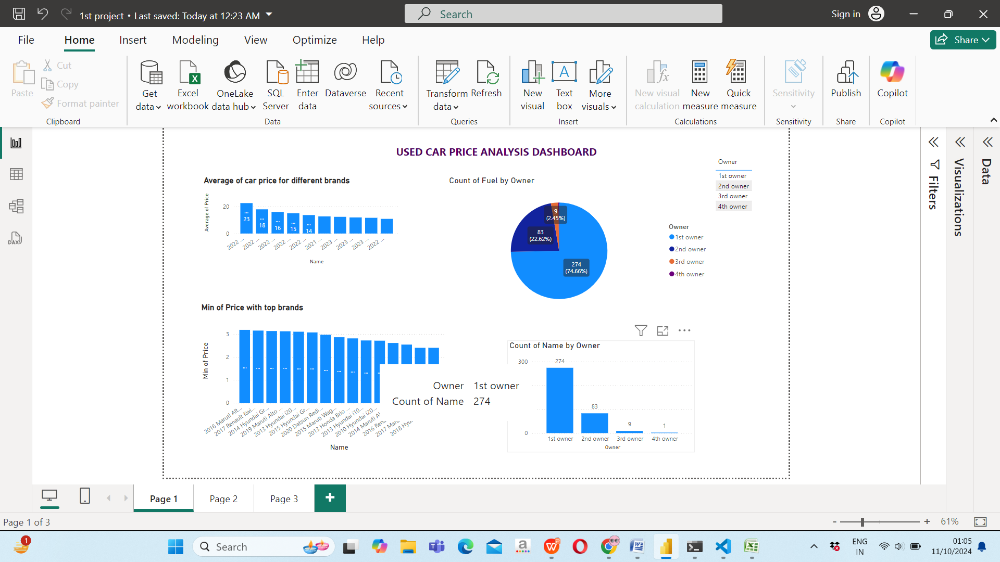 1st project • Last saved: Today at 12:23 AM
Search
Sign in
File
Home
Insert
Modeling
View
Optimize
Help
Share
Paste
Cut
Copy
Format painter
Clipboard
Get data
Excel workbook
OneLake data hub
SQL Server
Enter data
Dataverse
Recent sources
Data
Transform data
Refresh
Queries
New visual
Text box
More visuals
Insert
New visual calculation
New measure
Quick measure
Calculations
Sensitivity
Sensitivity
Publish
Share
Copilot
Copilot
USED CAR PRICE ANALYSIS DASHBOARD
Average of car price for different brands
Average of Price
20
0
...
23
...
18
...
16
...
15
...
14
2022 ...
2022 ...
2022 ...
2022 ...
2022 ...
2021 ...
2023 ...
2023 ...
2023 ...
2022 ...
Name
Count of Fuel by Owner
9
(2.45%)
83
(22.62%)
274
(74.66%)
Owner
1st owner
2nd owner
3rd owner
4th owner
Owner
1st owner
2nd owner
3rd owner
4th owner
Min of Price with top brands
Min of Price
3
2
1
0
2016 Maruti Alt...
2017 Renault Kwi...
2014 Hyundai Gr...
2019 Maruti Alto ...
2013 Hyundai i20...
2015 Hyundai Gr...
2020 Datsun Redi...
2015 Maruti Wag...
2013 Honda Brio ...
2013 Hyundai i10...
2010 Hyundai i20...
2014 Maruti
2016
2017
2018
Name
Owner 1st owner
Count of Name 274
Count of Name by Owner
300
0
274
83
9
1
1st owner
2nd owner
3rd owner
4th owner
Owner
Filters
Visualizations
Data
Page 1
Page 2
Page 3
Page 1 of 3
- + 61%
1
Search
ENG
IN
01:05
11/10/2024